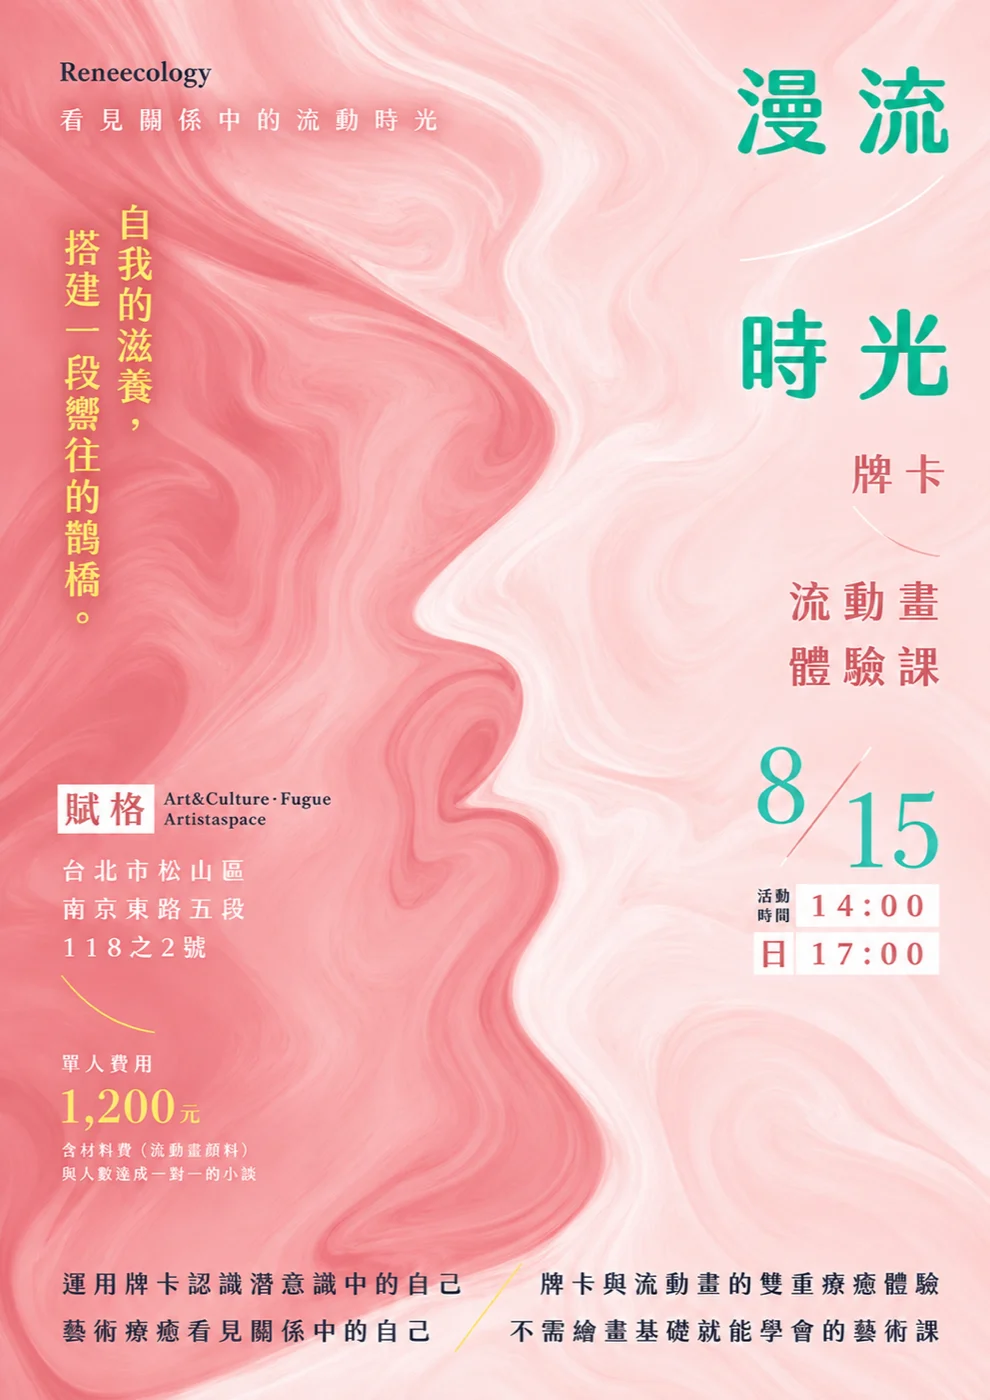 Reneecology
看見關係中的流動時光
漫流
時光
自我的滋養，
搭建一段嚮往的鵲橋。
牌卡
流動畫
體驗課
8/15
活動
時間
14:00
日
17:00
賦格
Art&Culture·Fugue
Artistaspace
台北市松山區
南京東路五段
118之2號
單人費用
1,200元
含材料費（流動畫顏料）
與人數達成一對一的小談
運用牌卡認識潛意識中的自己
藝術療癒看見關係中的自己
牌卡與流動畫的雙重療癒體驗
不需繪畫基礎就能學會的藝術課